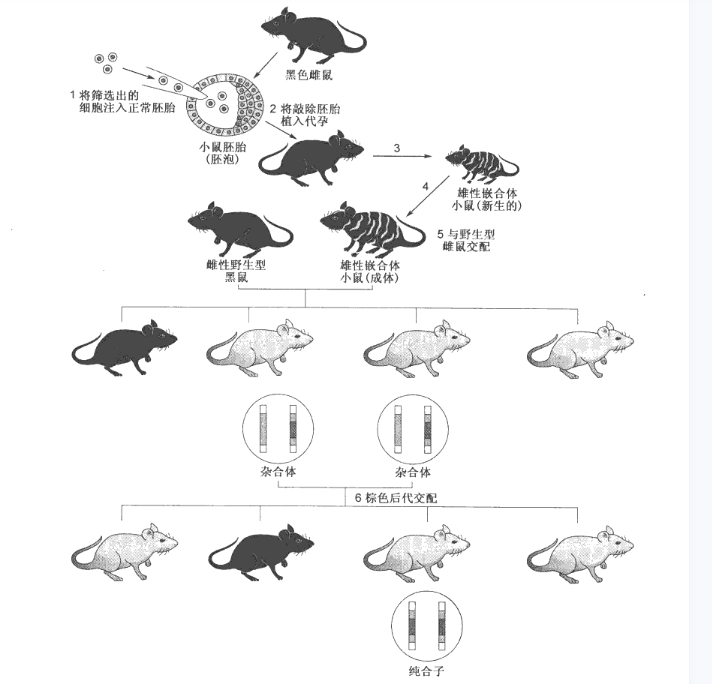 黑色雌鼠
1 将筛选出的
细胞注入正常胚胎
2 将敲除胚胎
植入代孕
小鼠胚胎
(胚泡)
3
4
雄性嵌合体
小鼠(新生的)
5 与野生型
雌鼠交配
雌性野生型
黑鼠
雄性嵌合体
小鼠(成体)
杂合体
杂合体
6 棕色后代交配
纯合子